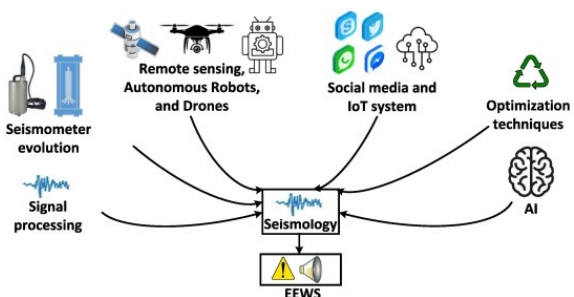 Remote sensing,
Autonomous Robots,
and Drones
Social media and
IoT system
Optimization
techniques
Seismometer
evolution
Signal
processing
AI
Seismology
EEWS